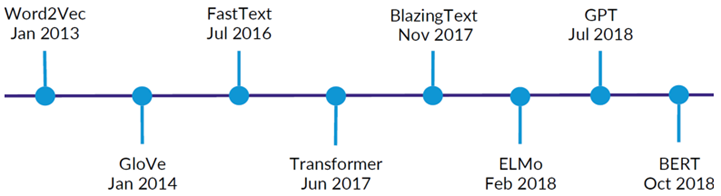 Word2Vec
Jan 2013
FastText
Jul 2016
BlazingText
Nov 2017
GPT
Jul 2018
GloVe
Jan 2014
Transformer
Jun 2017
ELMo
Feb 2018
BERT
Oct 2018